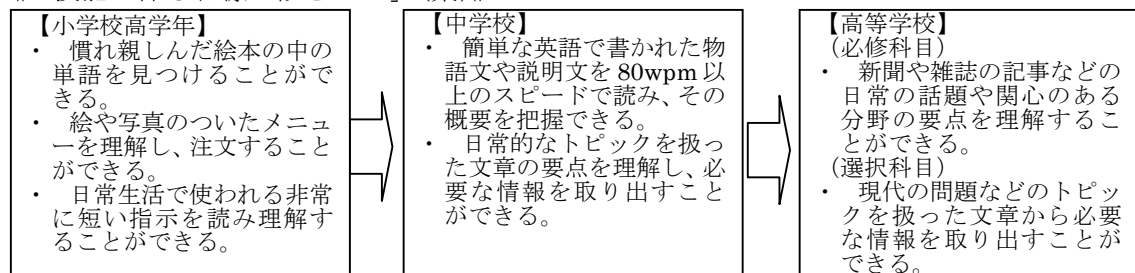 【小学校高学年】
・ 慣れ親しんだ絵本の中の
単語を見つけることがで
きる。
・ 絵や写真のついたメニュ
ーを理解し、注文すること
ができる。
・ 日常生活で使われる非常
に短い指示を読み理解す
ることができる。
【中学校】
・ 簡単な英語で書かれた物
語文や説明文を 80wpm 以
上のスピードで読み、その
概要を把握できる。
・ 日常的なトピックを扱っ
た文章の要点を理解し、必
要な情報を取り出すこと
ができる。
【高等学校】
(必修科目)
・ 新聞や雑誌の記事などの
日常の話題や関心のある
分野の要点を理解するこ
とができる。
(選択科目)
・ 現代の問題などのトピッ
クを扱った文章から必要
な情報を取り出すことが
できる。